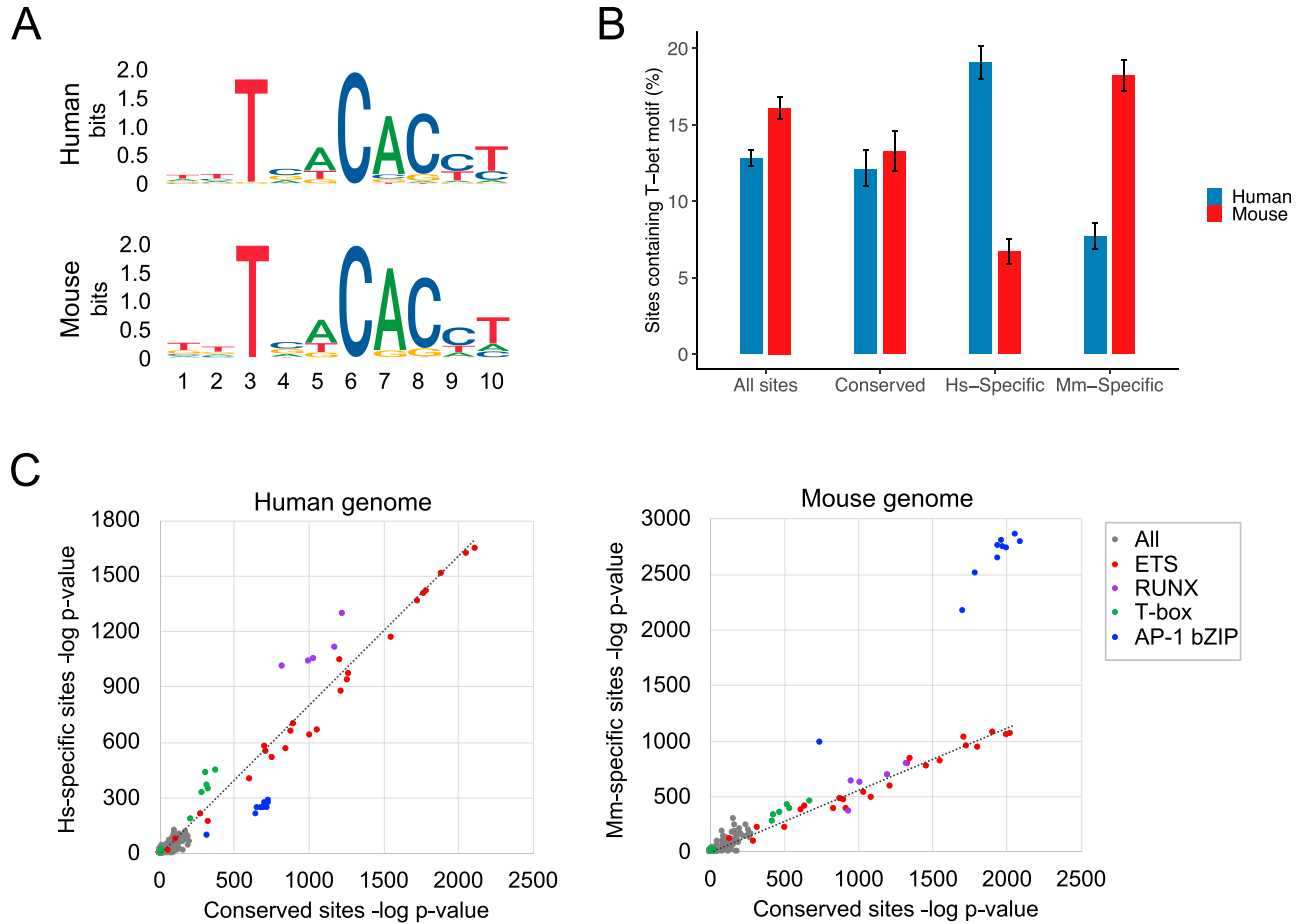 A
Human
bits
2.0
1.5
1.0
0.5
0
T
A
C
A
C
C
T
Mouse
bits
2.0
1.5
1.0
0.5
0
T
A
C
A
C
C
T
1 2 3 4 5 6 7 8 9 10
B
Sites containing T−bet motif (%)
20
15
10
5
0
All sites Conserved Hs−Specific Mm−Specific
Human
Mouse
C
Human genome
Hs-specific sites -log p-value
1800
1500
1200
900
600
300
0
0 500 1000 1500 2000 2500
Conserved sites -log p-value
Mouse genome
Mm-specific sites -log p-value
3000
2500
2000
1500
1000
500
0
0 500 1000 1500 2000 2500
Conserved sites -log p-value
All
ETS
RUNX
T-box
AP-1 bZIP